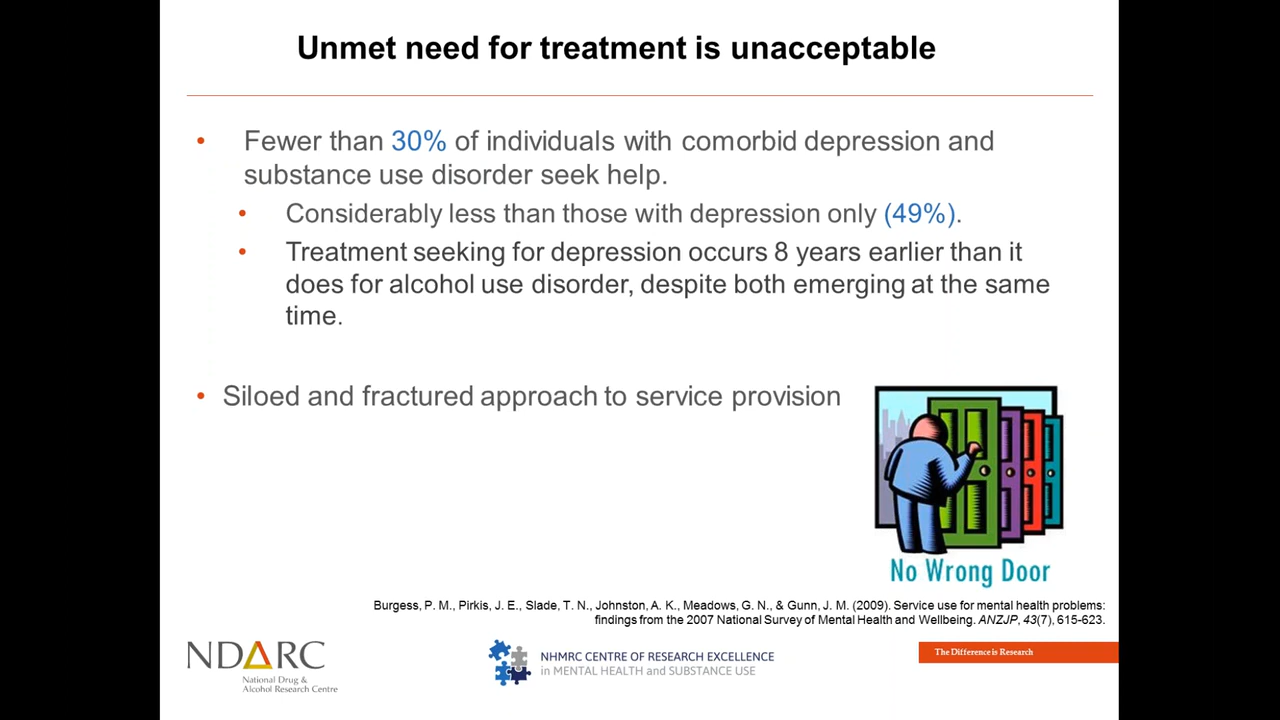 Unmet need for treatment is unacceptable
• Fewer than 30% of individuals with comorbid depression and
substance use disorder seek help.
• Considerably less than those with depression only (49%).
• Treatment seeking for depression occurs 8 years earlier than it
does for alcohol use disorder, despite both emerging at the same
time.
• Siloed and fractured approach to service provision
No Wrong Door
Burgess, P. M., Pirkis, J. E., Slade, T. N., Johnston, A. K., Meadows, G. N., & Gunn, J. M. (2009). Service use for mental health problems:
findings from the 2007 National Survey of Mental Health and Wellbeing. ANZJP, 43(7), 615-623.
NDARC
National Drug &
Alcohol Research Centre
NHMRC CENTRE OF RESEARCH EXCELLENCE
in MENTAL HEALTH and SUBSTANCE USE
The Difference is Research